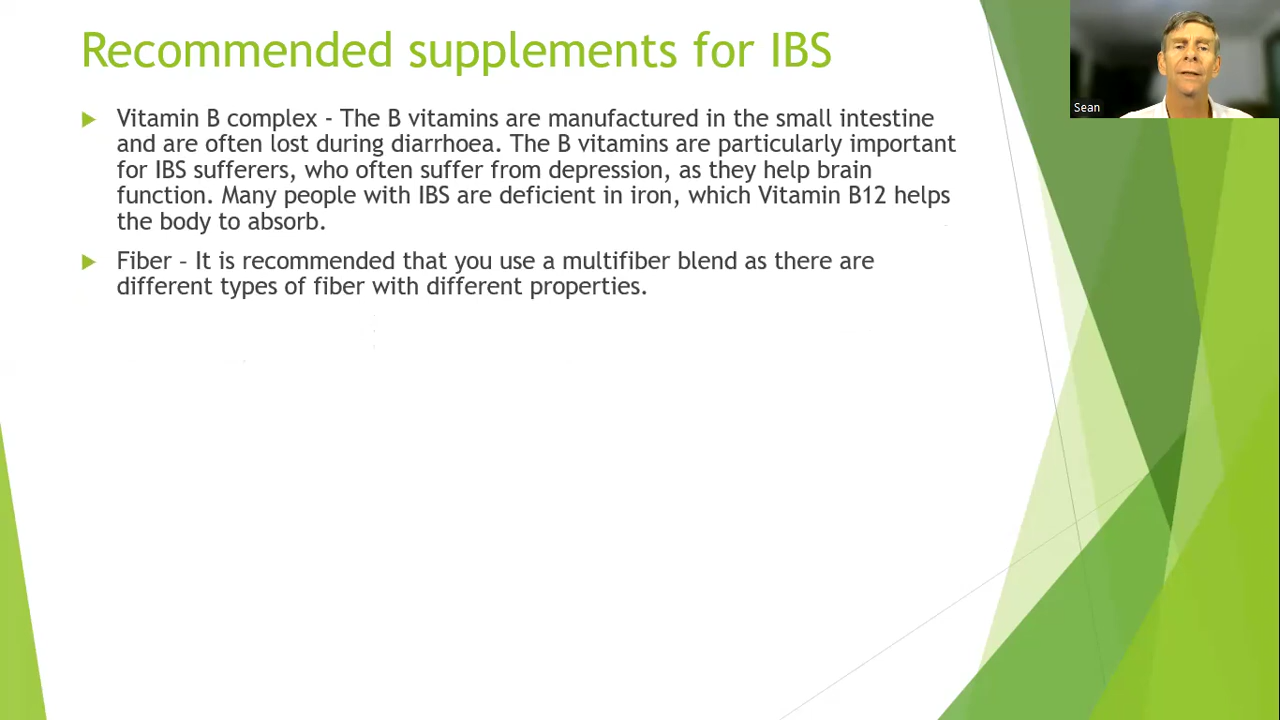 Recommended supplements for IBS
Sean
Vitamin B complex - The B vitamins are manufactured in the small intestine
and are often lost during diarrhoea. The B vitamins are particularly important
for IBS sufferers, who often suffer from depression, as they help brain
function. Many people with IBS are deficient in iron, which Vitamin B12 helps
the body to absorb.
Fiber – It is recommended that you use a multifiber blend as there are
different types of fiber with different properties.